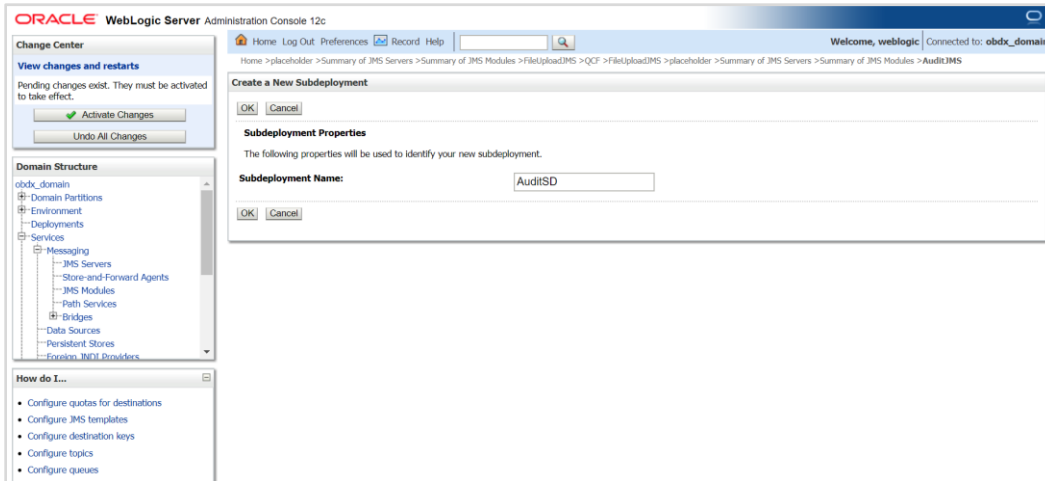 ORACLE WebLogic Server Administration Console 12c
Change Center
View changes and restarts
Pending changes exist. They must be activated
to take effect.
Activate Changes
Undo All Changes
Domain Structure
obdx_domain
Domain Partitions
Environment
Deployments
Services
Messaging
JMS Servers
Store-and-Forward Agents
JMS Modules
Path Services
Bridges
Data Sources
Persistent Stores
Foreign JNDI Providers
How do I...
Configure quotas for destinations
Configure JMS templates
Configure destination keys
Configure topics
Configure queues
Home Log Out Preferences Record Help
Welcome, weblogic Connected to: obdx_domain
Home >placeholder >Summary of JMS Servers >Summary of JMS Modules >FileUploadJMS >QCF >FileUploadJMS >placeholder >Summary of JMS Servers >Summary of JMS Modules >AuditJMS
Create a New Subdeployment
OK Cancel
Subdeployment Properties
The following properties will be used to identify your new subdeployment.
Subdeployment Name: AuditSD
OK Cancel